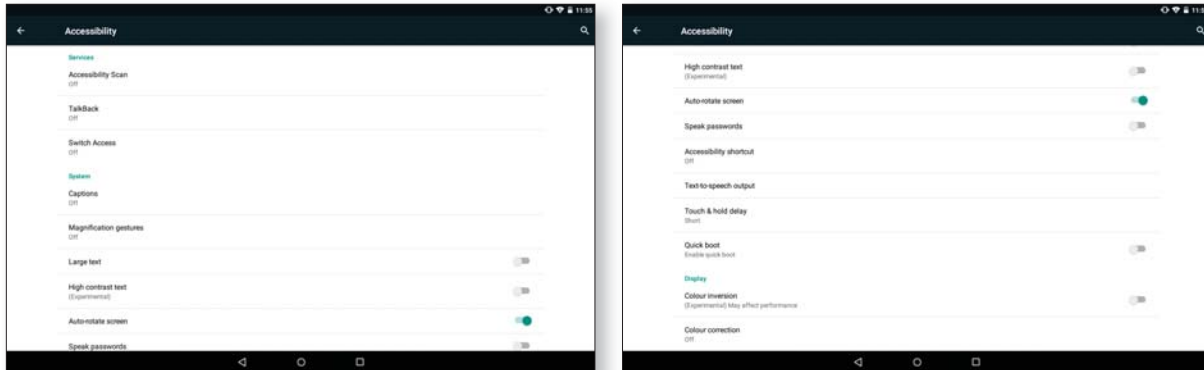 11:55
Accessibility
Services
Accessibility Scan
Off
TalkBack
Off
Switch Access
Off
System
Captions
Off
Magnification gestures
Off
Large text
High contrast text
(Experimental)
Auto-rotate screen
Speak passwords
Accessibility
High contrast text
(Experimental)
Auto-rotate screen
Speak passwords
Accessibility shortcut
Off
Text-to-speech output
Touch & hold delay
Short
Quick boot
Enable quick boot
Display
Colour inversion
(Experimental) May affect performance
Colour correction
Off